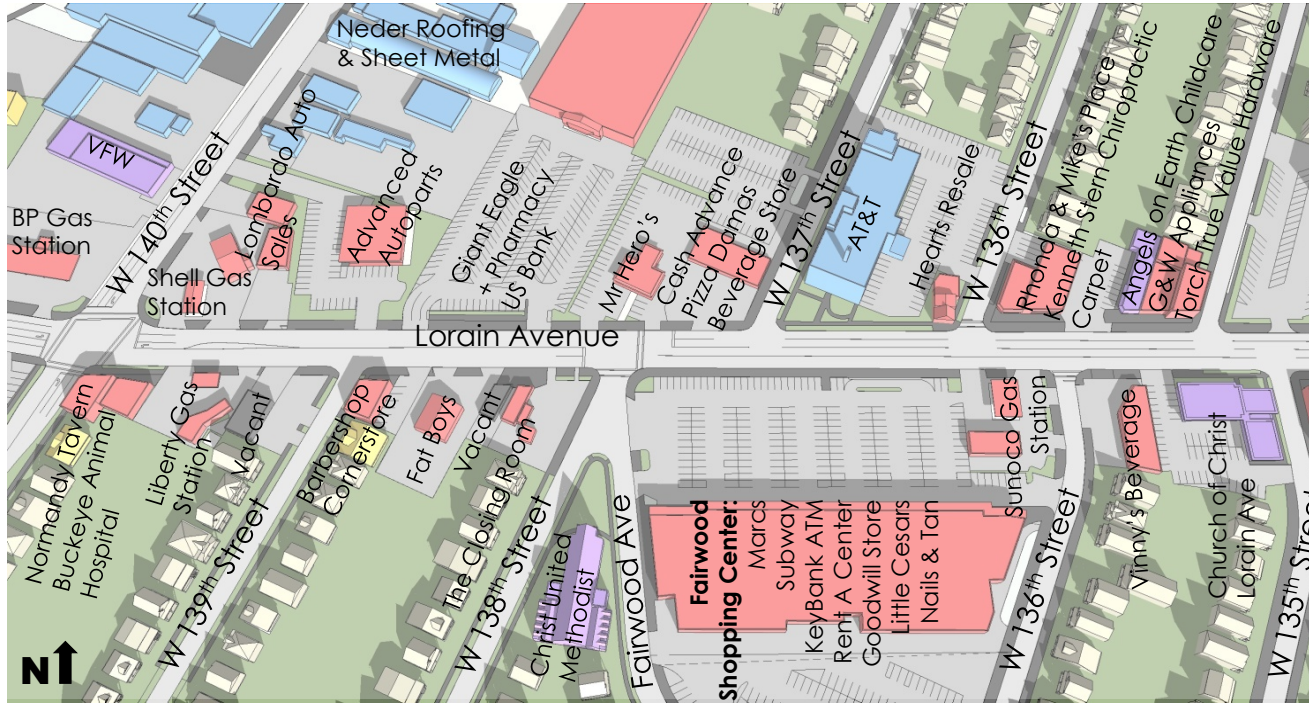 Neder Roofing
& Sheet Metal
VFW
W 140th Street
Lombardo Auto
Sales
BP Gas
Station
Shell Gas
Station
Advanced
Autoparts
Giant Eagle
+ Pharmacy
US Bank
Mr Hero's
Cash Advance
Pizza Damas
Beverage Store
W 137th Street
AT&T
Hearts Resale
W 136th Street
Rhonda & Mike's Place
Kenneth Stern Chiropractic
Carpet
Angels on Earth Childcare
G&W Appliances
Torch True Value Hardware
Lorain Avenue
Normandy Tavern
Buckeye Animal
Hospital
Liberty Gas
Station
Vacant
W 139th Street
Barbershop
Cornerstore
Fat Boys
Vacant
The Closing Room
W 138th Street
Christ United
Methodist
Fairwood Ave
Fairwood
Shopping Center:
Marcs
Subway
KeyBank ATM
Rent A Center
Goodwill Store
Little Cesars
Nails & Tan
Sunoco Gas
Station
W 136th Street
Vinny's Beverage
Church of Christ
Lorain Ave
W 135th Stre
N